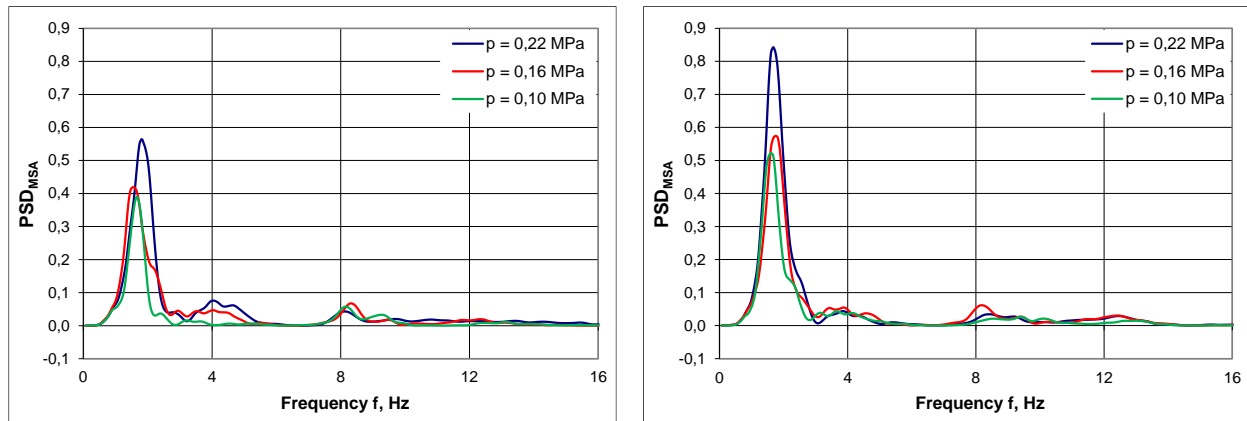 0,9
0,8
0,7
0,6
0,5
0,4
0,3
0,2
0,1
0,0
-0,1
PSD_MSA
p = 0,22 MPa
p = 0,16 MPa
p = 0,10 MPa
0 4 8 12 16
Frequency f, Hz
0,9
0,8
0,7
0,6
0,5
0,4
0,3
0,2
0,1
0,0
-0,1
PSD_MSA
p = 0,22 MPa
p = 0,16 MPa
p = 0,10 MPa
0 4 8 12 16
Frequency f, Hz